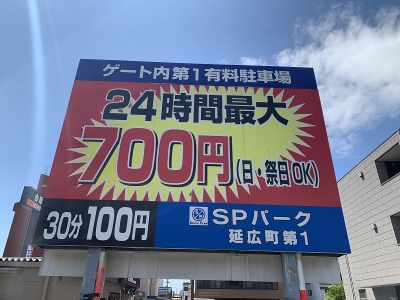 ゲート内第1有料駐車場
24時間最大
700円(日・祭日OK)
30分100円
SPパーク
延広町第1